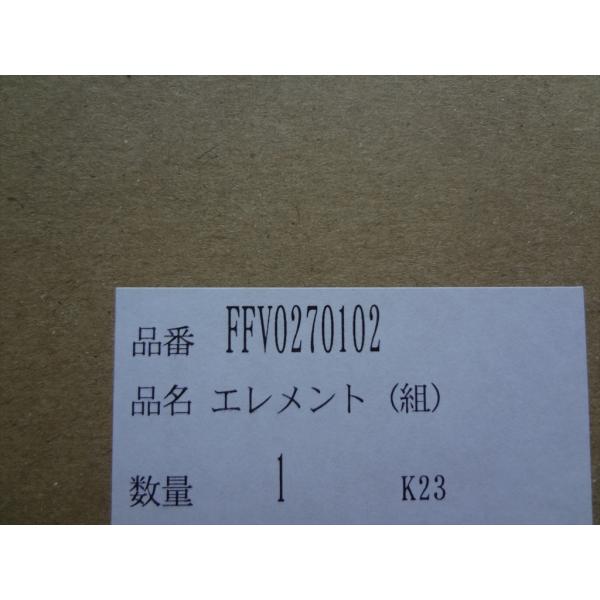 品番 FFV0270102
品名 エレメント (組)
数量 1 K23